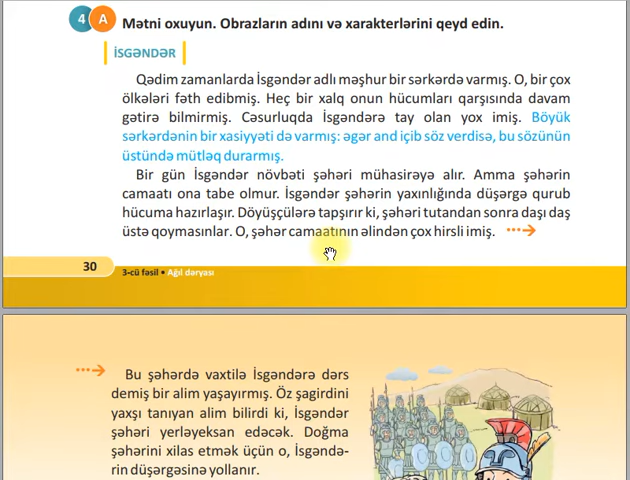 4 A Mətni oxuyun. Obrazların adını və xarakterlərini qeyd edin.
İSGƏNDƏR
Qədim zamanlarda İsgəndər adlı məşhur bir sərkərdə varmış. O, bir çox
ölkələri fəth edibmiş. Heç bir xalq onun hücumları qarşısında davam
gətirə bilmirmiş. Cəsurluqda İsgəndərə tay olan yox imiş. Böyük
sərkərdənin bir xasiyyəti də varmış: əgər and içib söz verdisə, bu sözünün
üstündə mütləq durarmış.
Bir gün İsgəndər növbəti şəhəri mühasirəyə alır. Amma şəhərin
camaatı ona tabe olmur. İsgəndər şəhərin yaxınlığında düşərgə qurub
hücuma hazırlaşır. Döyüşçülərə tapşırır ki, şəhəri tutandan sonra daşı daş
üstə qoymasınlar. O, şəhər camaatının əlindən çox hirsli imiş.
30
3-cü fəsil • Ağıl dəryası
Bu şəhərdə vaxtilə İsgəndərə dərs
demiş bir alim yaşayırmış. Öz şagirdini
yaxşı tanıyan alim bilirdi ki, İsgəndər
şəhəri yerləyeksan edəcək. Doğma
şəhərini xilas etmək üçün o, İsgəndə-
rin düşərgəsinə yollanır.